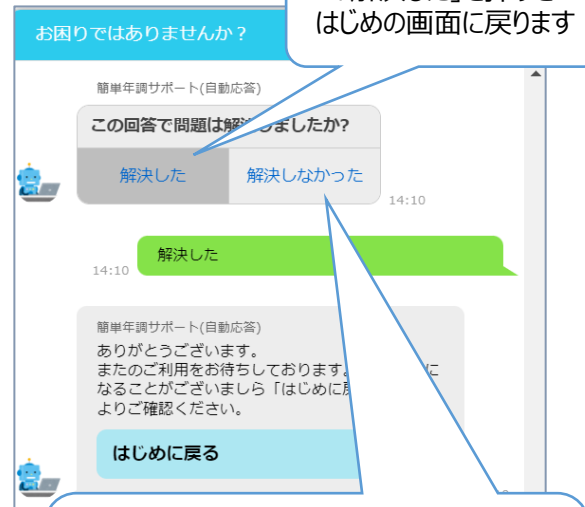 はじめの画面に戻ります
お困りではありませんか？
簡単年調サポート(自動応答)
この回答で問題は解決しましたか?
解決した
解決しなかった
14:10
解決した
14:10
簡単年調サポート(自動応答)
ありがとうございます。
またのご利用をお待ちしております。
なることがございましら「はじめに
よりご確認ください。
はじめに戻る